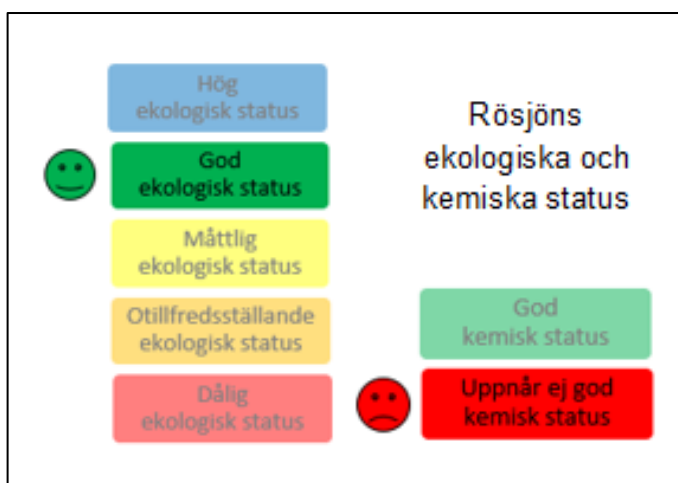 Hög
ekologisk status
God
ekologisk status
Måttlig
ekologisk status
Otillfredsställande
ekologisk status
Dålig
ekologisk status
Rösjöns
ekologiska och
kemiska status
God
kemisk status
Uppnår ej god
kemisk status